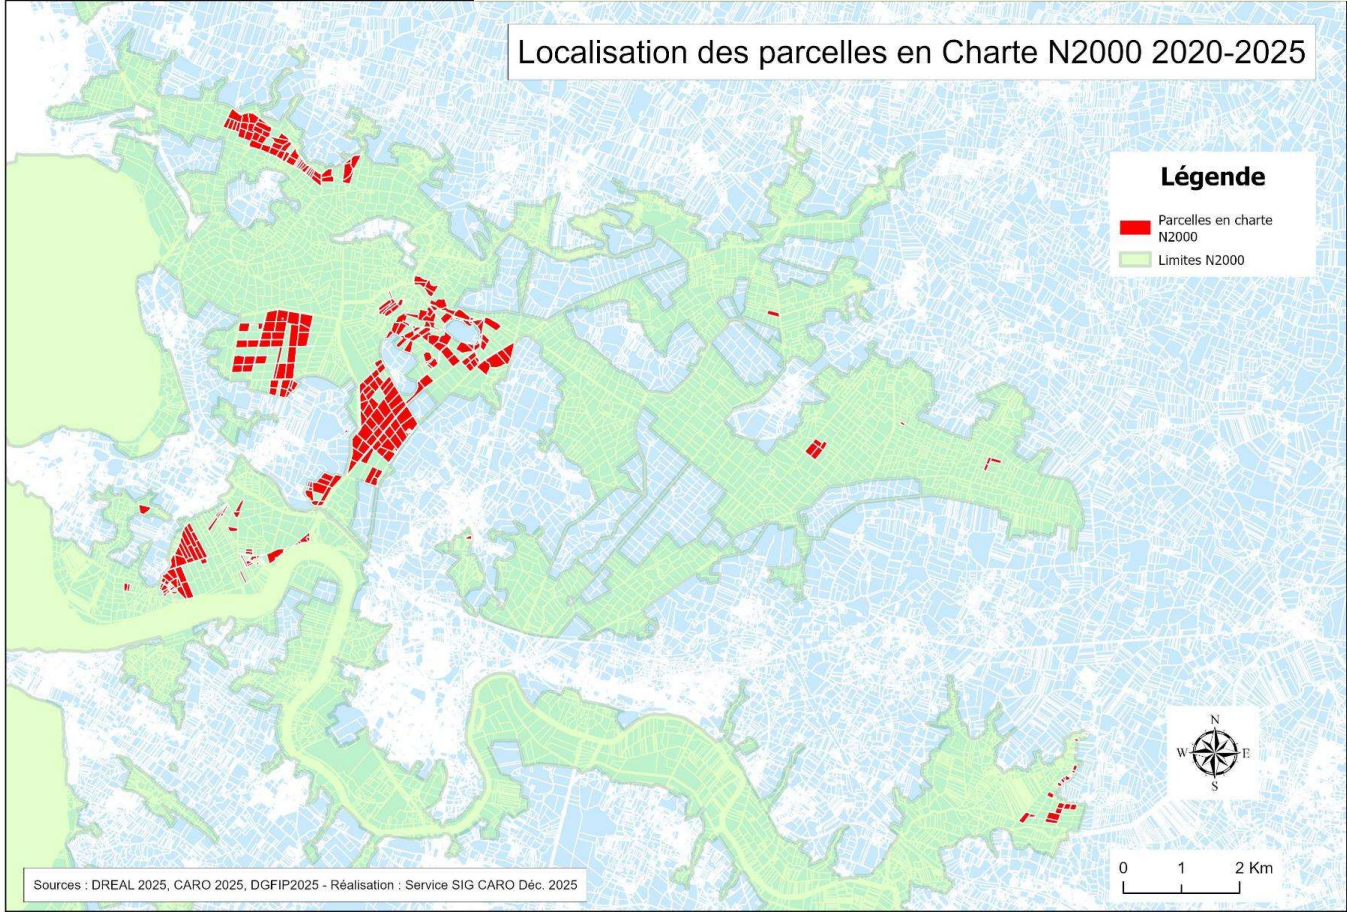 Localisation des parcelles en Charte N2000 2020-2025
Légende
Parcelles en charte
N2000
Limites N2000
N
W E
S
0 1 2 Km
Sources : DREAL 2025, CARO 2025, DGFIP2025 - Réalisation : Service SIG CARO Déc. 2025